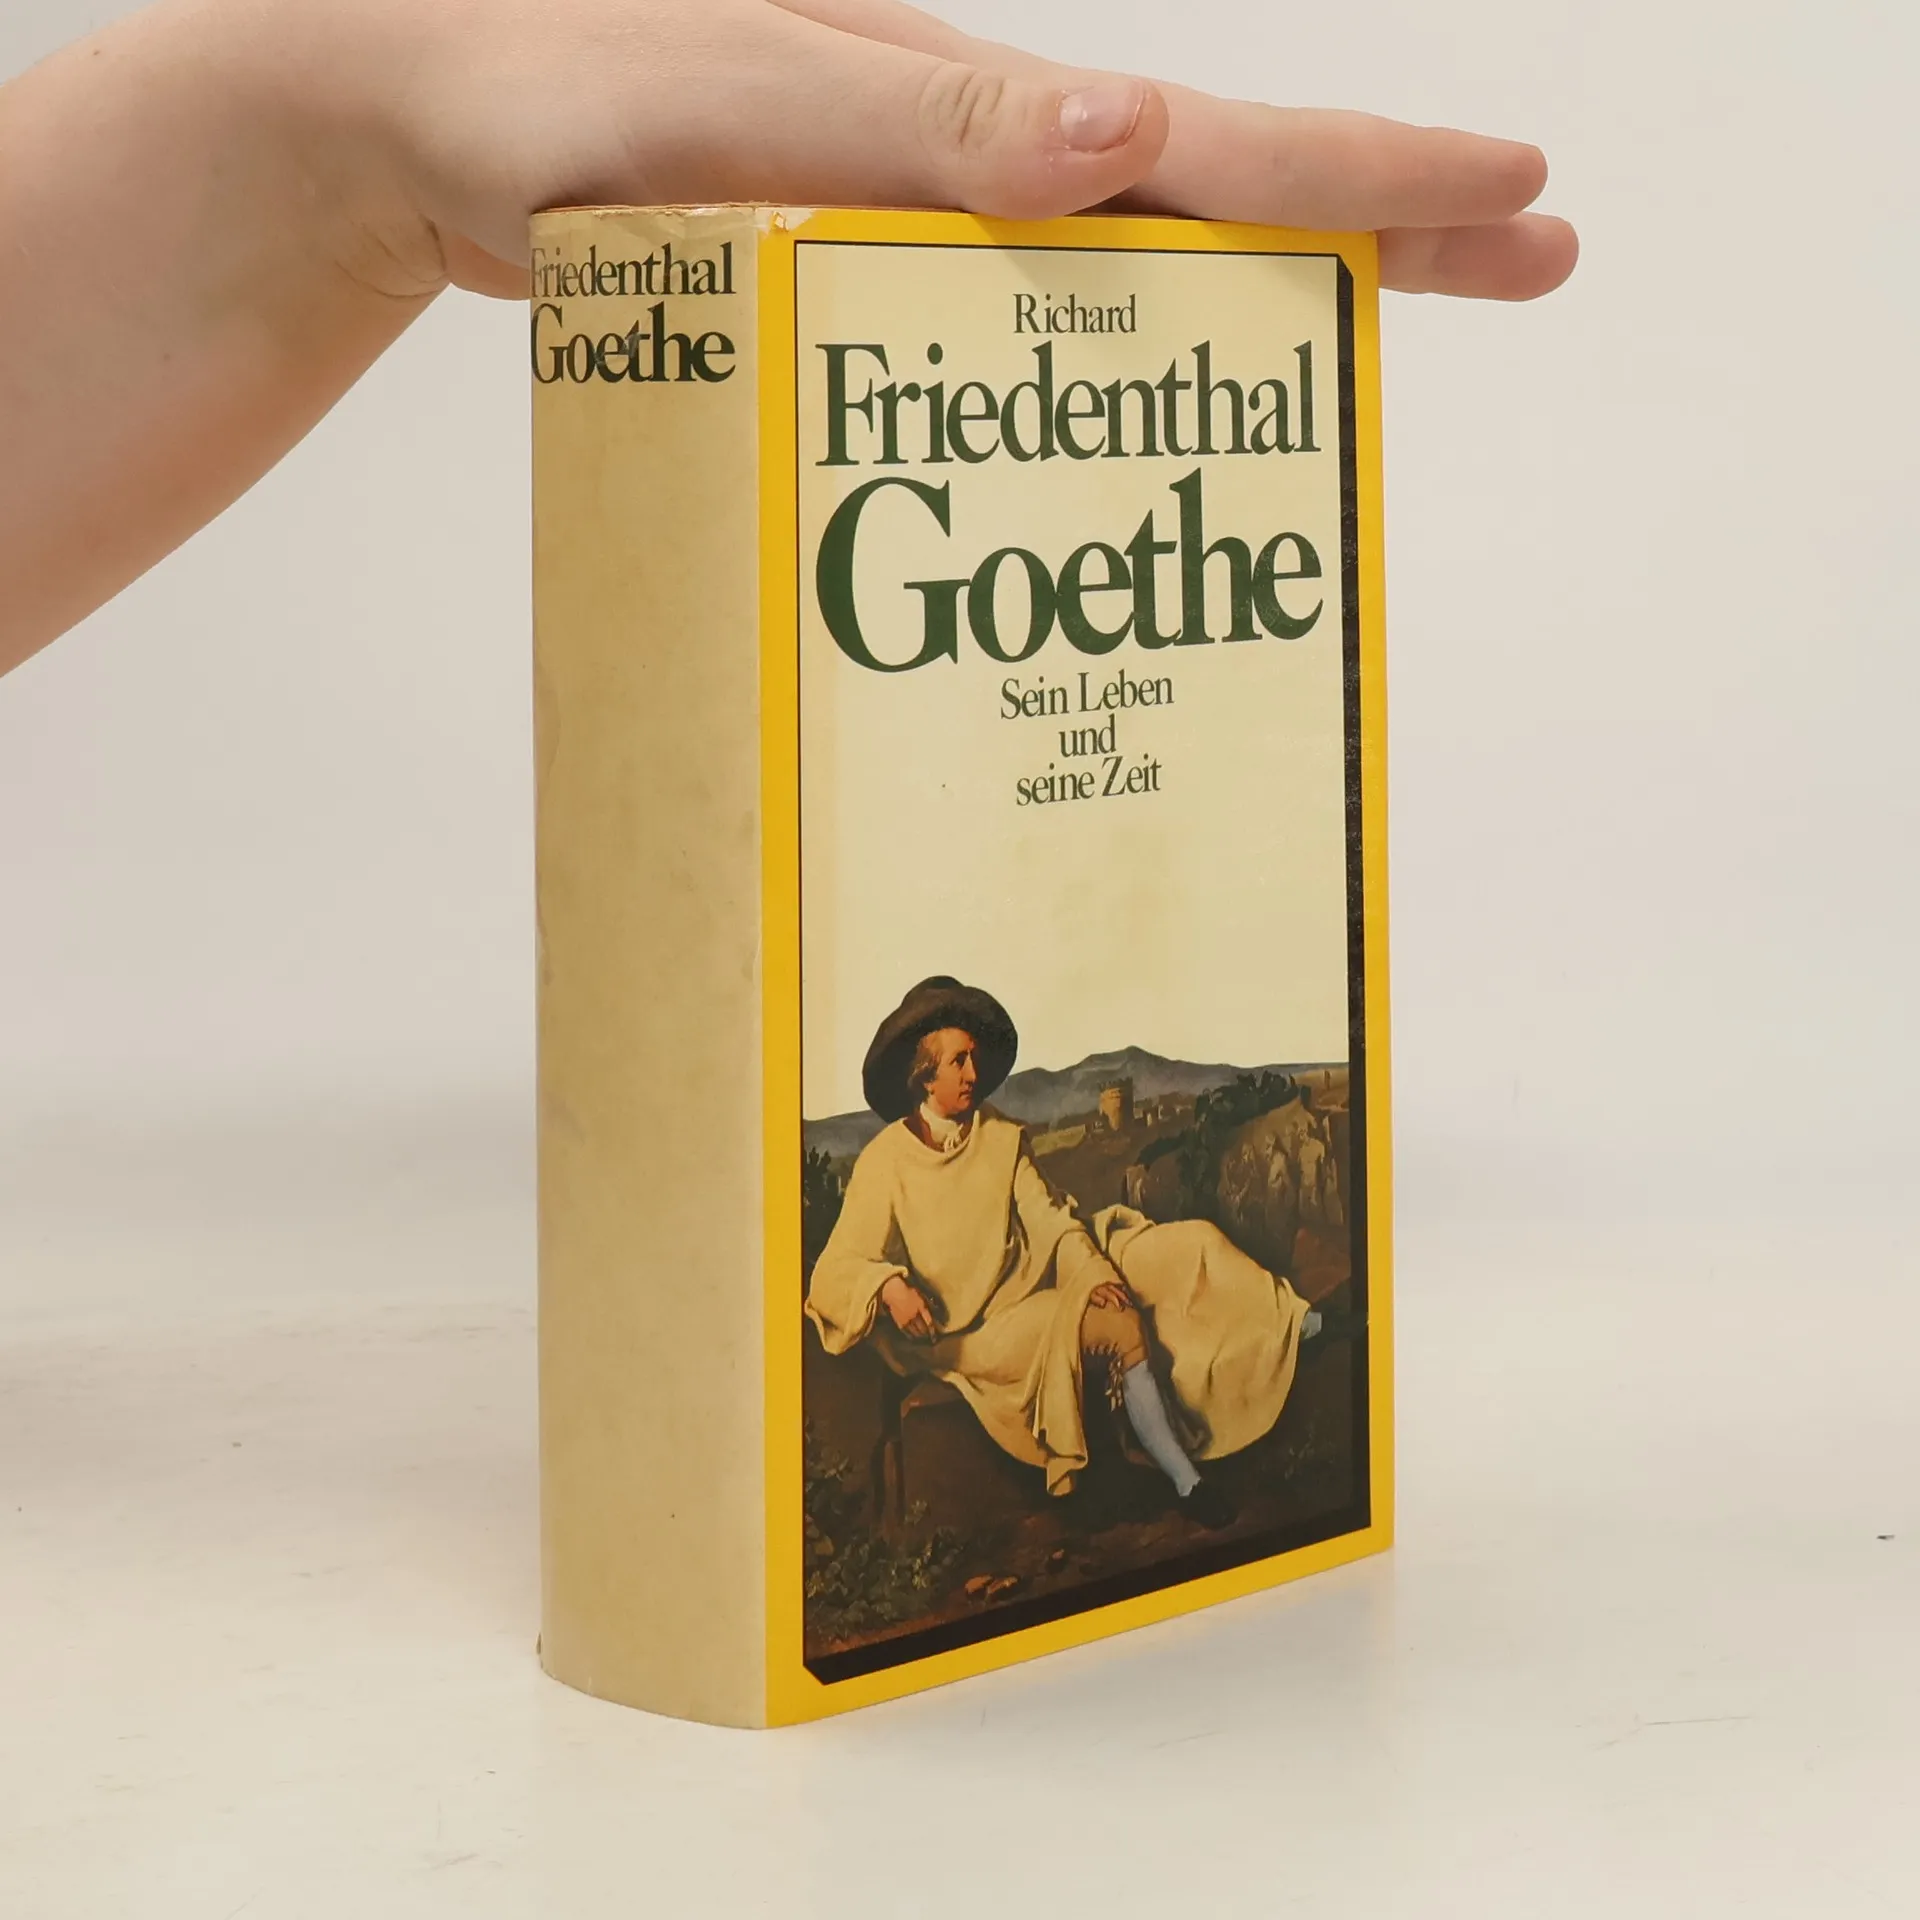 Friedenthal
Goethe
Richard
Friedenthal
Goethe
Sein Leben
und
seine Zeit